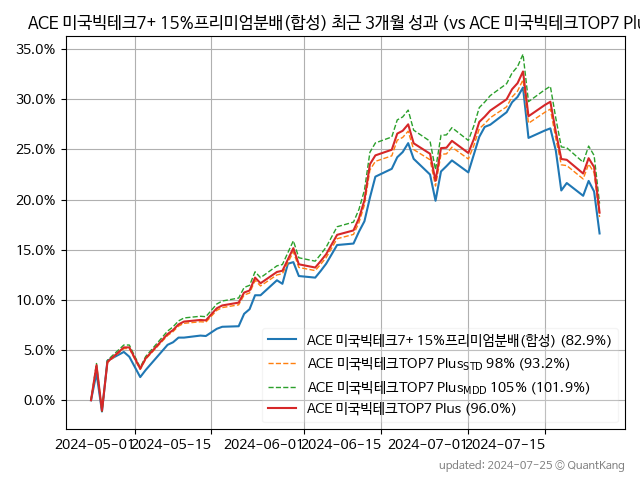 ACE 미국빅테크7+ 15%프리미엄분배(합성) 최근 3개월 성과 (vs ACE 미국빅테크TOP7 Plu
35.0%
30.0%
25.0%
20.0%
15.0%
10.0%
5.0%
0.0%
ACE 미국빅테크7+ 15%프리미엄분배(합성) (82.9%)
ACE 미국빅테크TOP7 PlusSTD 98% (93.2%)
ACE 미국빅테크TOP7 PlusMDD 105% (101.9%)
ACE 미국빅테크TOP7 Plus (96.0%)
2024-05-01 2024-05-15 2024-06-01 2024-06-15 2024-07-01 2024-07-15
updated: 2024-07-25 © QuantKang